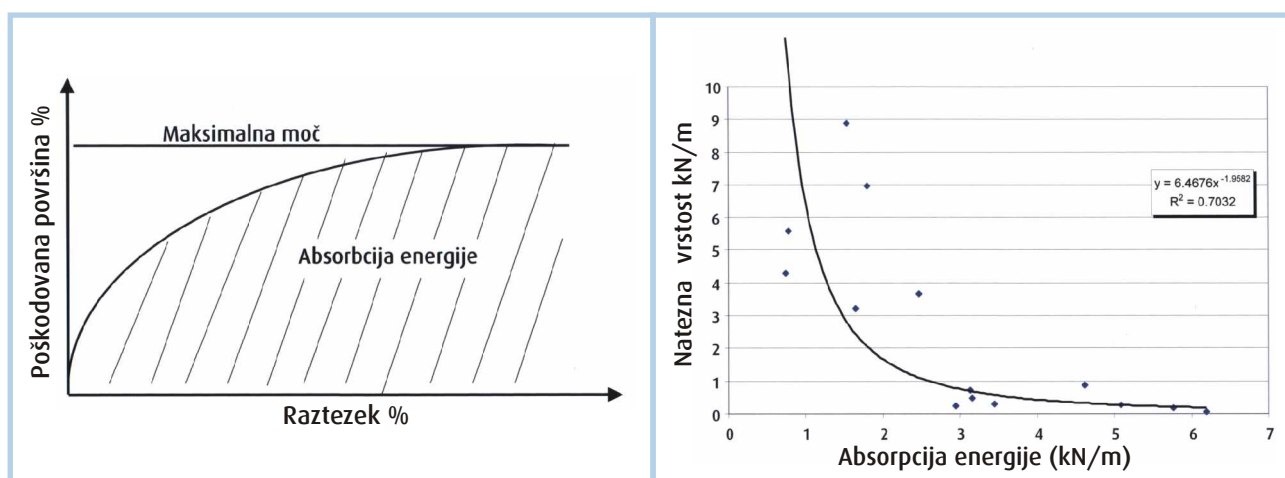 Poškodovana površina %
Maksimalna moč
Absorbcija energije
Raztezek %
Natezna vrstost kN/m
10
9
8
7
6
5
4
3
2
1
0
y = 6.4676x^-1.9582
R² = 0.7032
0 1 2 3 4 5 6 7
Absorpcija energije (kN/m)